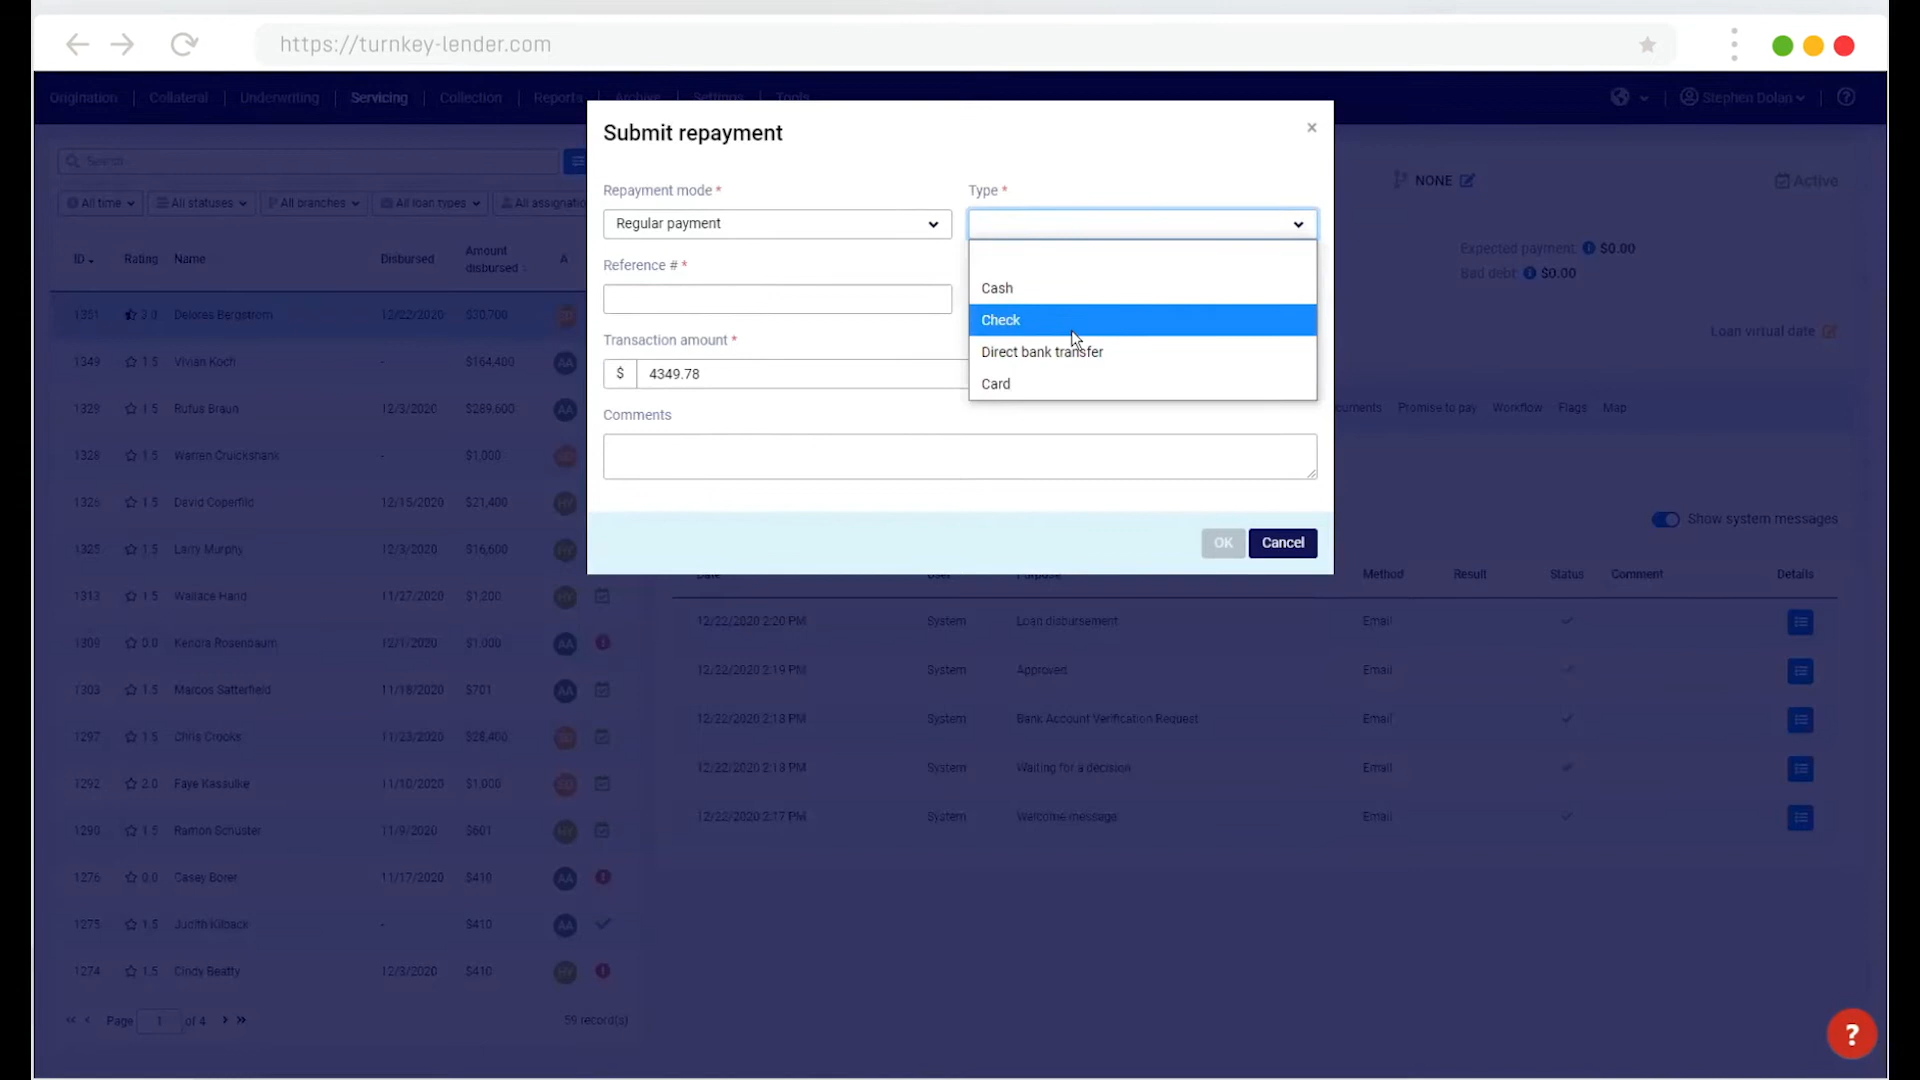 https://turnkey-lender.com
Origination Collateral Underwriting Servicing Collection Reports Archive Settings Tools Stephen Dolan
Submit repayment
Repayment mode * Type *
Regular payment
Cash
Check
Direct bank transfer
Card
Reference # *
Transaction amount *
$ 4349.78
Comments
OK Cancel
Search
All time All statuses All branches All loan types All assignatio
ID Rating Name Disbursed Amount disbursed A
1351 3.0 Delores Bergstrom 12/22/2020 $30,700
1349 1.5 Vivian Koch - $164,400 AA
1329 1.5 Rufus Braun 12/3/2020 $289,600 AA
1328 1.5 Warren Cruickshank - $1,000
1326 1.5 David Coperfild 12/15/2020 $21,400 HY
1325 1.5 Larry Murphy 12/3/2020 $16,600 HY
1313 1.5 Wallace Hand 11/27/2020 $1,200 HY
1309 0.0 Kendra Rosenbaum 12/1/2020 $1,000 AA
1303 1.5 Marcos Satterfield 11/18/2020 $701 AA
1297 1.5 Chris Crooks 11/23/2020 $28,400
1292 2.0 Faye Kassulke 11/10/2020 $1,000
1290 1.5 Ramon Schuster 11/9/2020 $601 HY
1276 0.0 Casey Borer 11/17/2020 $410 AA
1275 1.5 Judith Kilback - $410 AA
1274 1.5 Cindy Beatty 12/3/2020 $410 HY
Page 1 of 4 59 record(s)
NONE Active
Expected payment: $0.00
Bad debt: $0.00
Loan virtual date
cuments Promise to pay Workflow Flags Map
Show system messages
Date User Purpose Method Result Status Comment Details
12/22/2020 2:20 PM System Loan disbursement Email
12/22/2020 2:19 PM System Approved Email
12/22/2020 2:18 PM System Bank Account Verification Request Email
12/22/2020 2:18 PM System Waiting for a decision Email
12/22/2020 2:17 PM System Welcome message Email
?